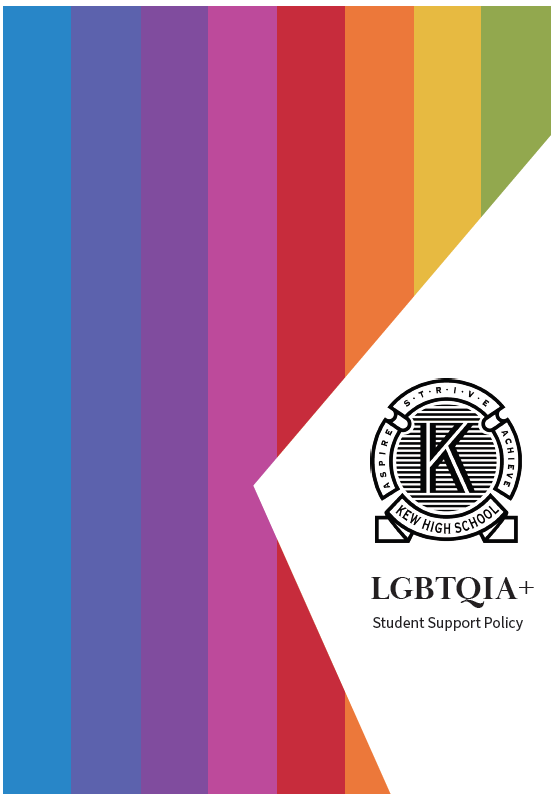 S·T·R·I·V·E
ASPIRE
ACHIEVE
K
KEW HIGH SCHOOL
LGBTQIA+
Student Support Policy